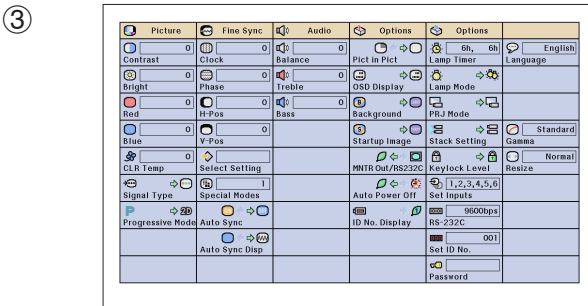 ③
Picture Fine Sync Audio Options Options
0 0 0 6h, 6h English
Contrast Clock Balance Pict in Pict Lamp Timer Language
0 0 0
Bright Phase Treble OSD Display Lamp Mode
0 0 0
Red H-Pos Bass Background PRJ Mode
0 0 Standard
Blue V-Pos Startup Image Stack Setting Gamma
0 Normal
CLR Temp Select Setting MNTR Out/RS232C Keylock Level Resize
1 1,2,3,4,5,6
Signal Type Special Modes Auto Power Off Set Inputs
P 9600bps
Progressive Mode Auto Sync ID No. Display RS-232C
001
Auto Sync Disp Set ID No.
Password